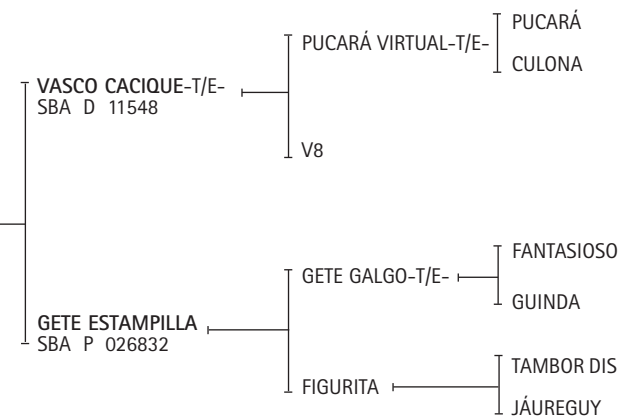 PUCARÁ
PUCARÁ VIRTUAL-T/E-
CULONA
VASCO CACIQUE-T/E-
SBA D 11548
V8
FANTASIOSO
GETE GALGO-T/E-
GUINDA
GETE ESTAMPILLA
SBA P 026832
TAMBOR DIS
FIGURITA
JÁUREGUY